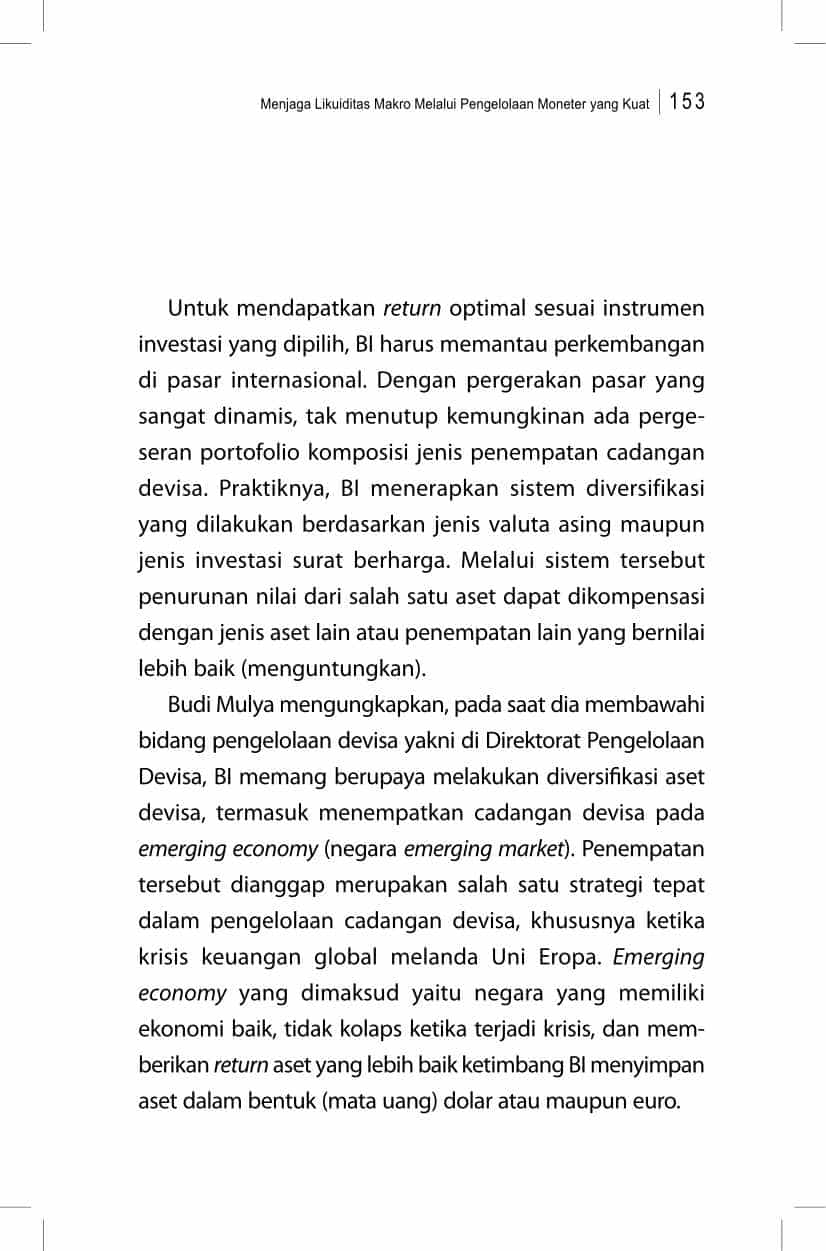 Menjaga Likuiditas Makro Melalui Pengelolaan Moneter yang Kuat | 153
Untuk mendapatkan return optimal sesuai instrumen
investasi yang dipilih, BI harus memantau perkembangan
di pasar internasional. Dengan pergerakan pasar yang
sangat dinamis, tak menutup kemungkinan ada perge-
seran portofolio komposisi jenis penempatan cadangan
devisa. Praktiknya, BI menerapkan sistem diversifikasi
yang dilakukan berdasarkan jenis valuta asing maupun
jenis investasi surat berharga. Melalui sistem tersebut
penurunan nilai dari salah satu aset dapat dikompensasi
dengan jenis aset lain atau penempatan lain yang bernilai
lebih baik (menguntungkan).
Budi Mulya mengungkapkan, pada saat dia membawahi
bidang pengelolaan devisa yakni di Direktorat Pengelolaan
Devisa, BI memang berupaya melakukan diversifikasi aset
devisa, termasuk menempatkan cadangan devisa pada
emerging economy (negara emerging market). Penempatan
tersebut dianggap merupakan salah satu strategi tepat
dalam pengelolaan cadangan devisa, khususnya ketika
krisis keuangan global melanda Uni Eropa. Emerging
economy yang dimaksud yaitu negara yang memiliki
ekonomi baik, tidak kolaps ketika terjadi krisis, dan mem-
berikan return aset yang lebih baik ketimbang BI menyimpan
aset dalam bentuk (mata uang) dolar atau maupun euro.